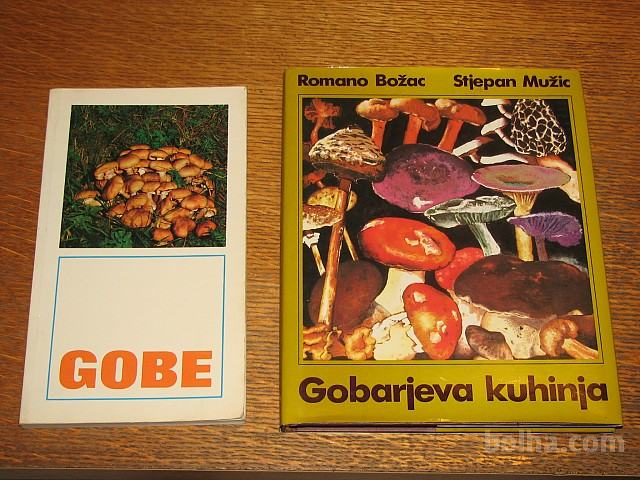 GOBE
Romano Božac Stjepan Mužic
Gobarjeva kuhinja
bolha.com